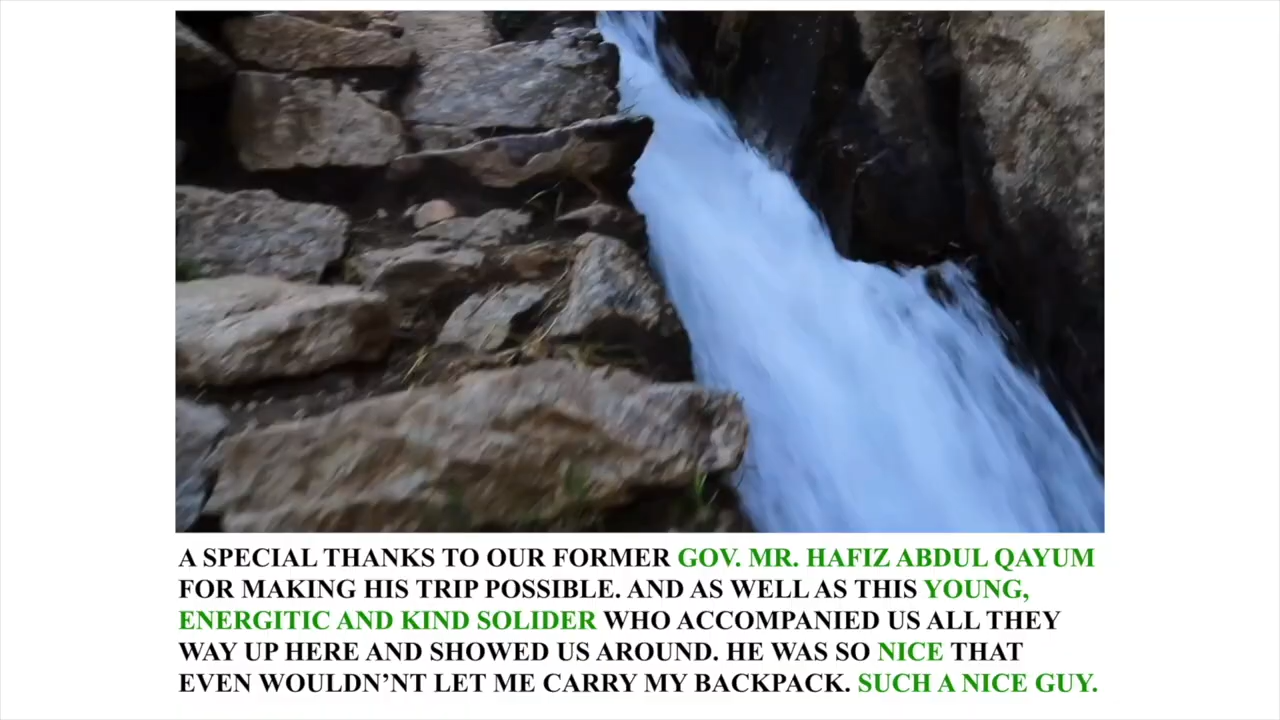 A SPECIAL THANKS TO OUR FORMER GOV. MR. HAFIZ ABDUL QAYUM
FOR MAKING HIS TRIP POSSIBLE. AND AS WELL AS THIS YOUNG,
ENERGITIC AND KIND SOLIDER WHO ACCOMPANIED US ALL THEY
WAY UP HERE AND SHOWED US AROUND. HE WAS SO NICE THAT
EVEN WOULDN’NT LET ME CARRY MY BACKPACK. SUCH A NICE GUY.